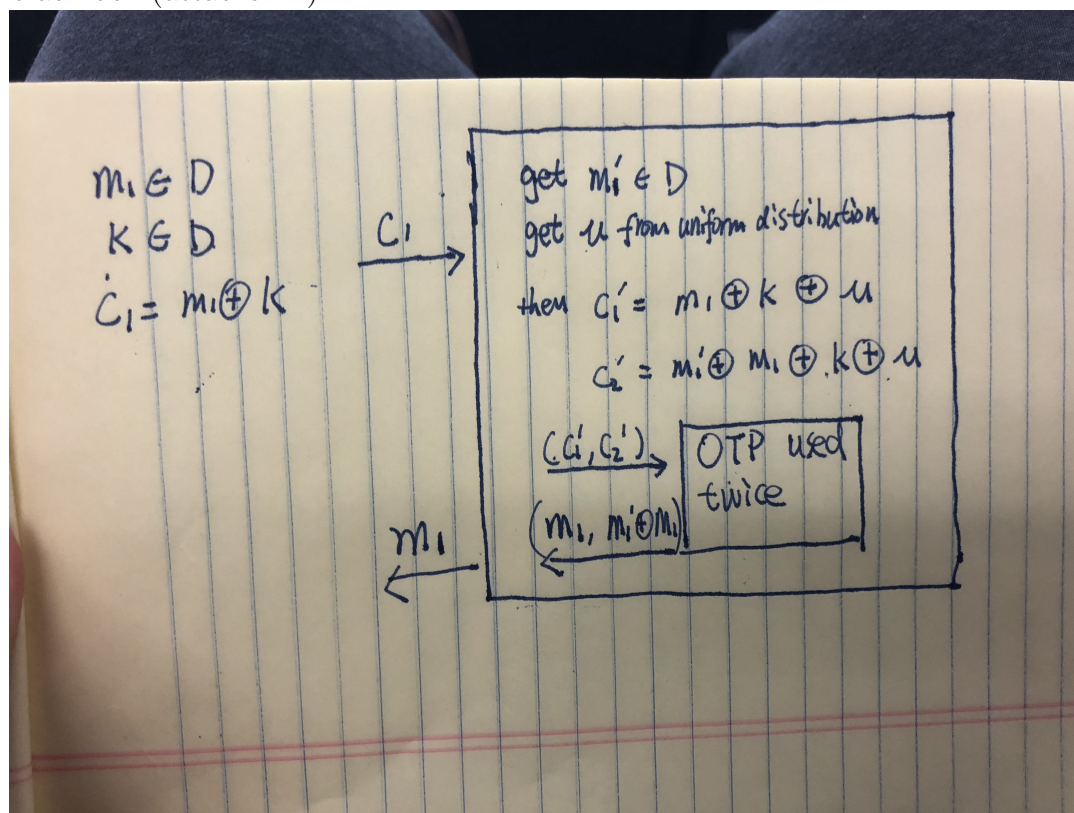 m₁ ∈ D
k ∈ D
C₁ = m₁ ⊕ k
C₁
get m₁' ∈ D
get u from uniform distribution
then c₁' = m₁ ⊕ k ⊕ u
c₂' = m₁' ⊕ m₁ ⊕ k ⊕ u
(c₁', c₂')
OTP used
twice
(m₁, m₁' ⊕ m₁)
m₁